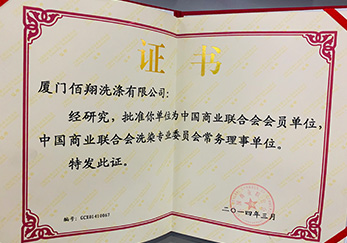 证书
厦门佰翔洗涤有限公司:
经研究,批准你单位为中国商业联合会会员单位,
中国商业联合会洗染专业委员会常务理事单位。
特发此证。
二〇一四年三月
编号: